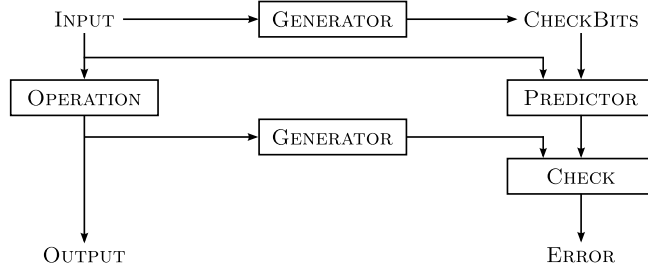 INPUT GENERATOR CHECKBITS
OPERATION PREDICTOR
GENERATOR
CHECK
OUTPUT ERROR